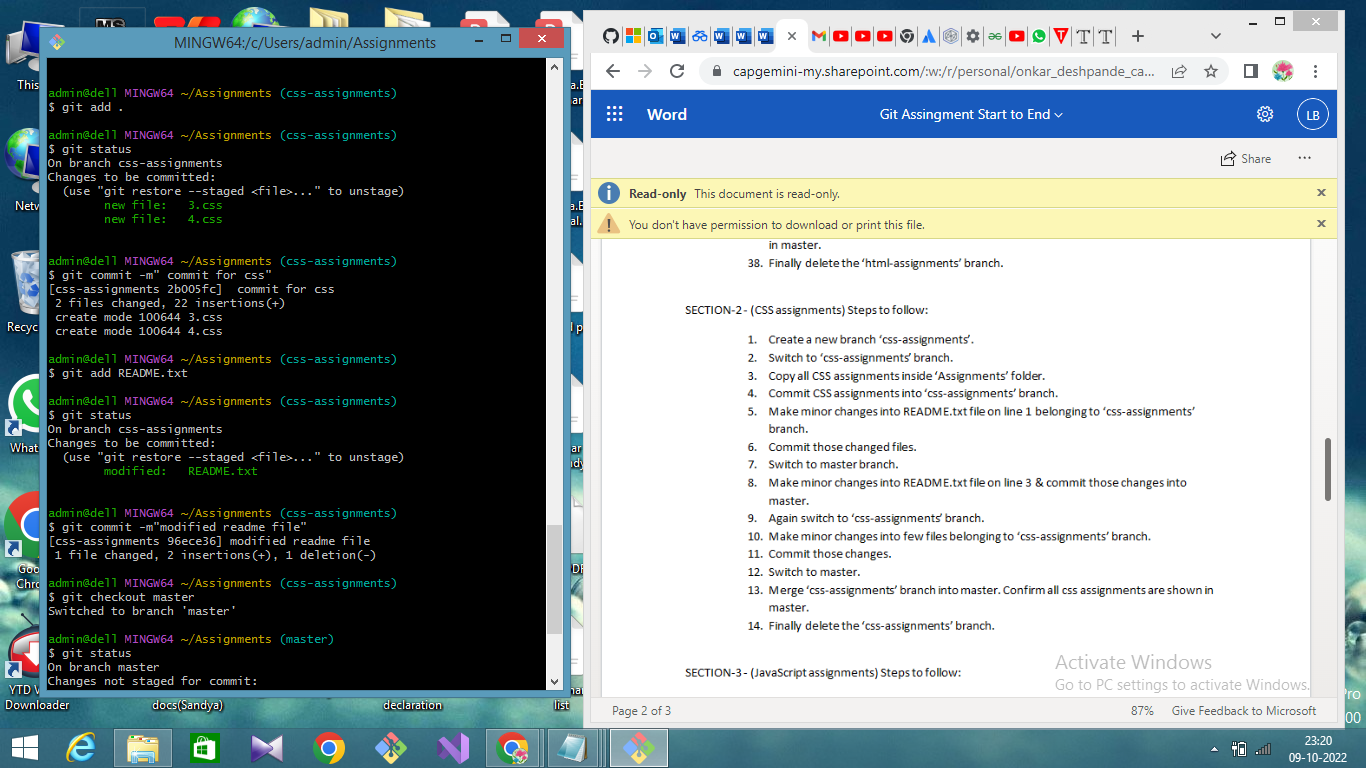 MINGW64:/c/Users/admin/Assignments
admin@dell MINGW64 ~/Assignments (css-assignments)
$ git add .
admin@dell MINGW64 ~/Assignments (css-assignments)
$ git status
On branch css-assignments
Changes to be committed:
(use "git restore --staged <file>..." to unstage)
new file:   3.css
new file:   4.css
admin@dell MINGW64 ~/Assignments (css-assignments)
$ git commit -m" commit for css"
[css-assignments 2b005fc]  commit for css
2 files changed, 22 insertions(+)
create mode 100644 3.css
create mode 100644 4.css
admin@dell MINGW64 ~/Assignments (css-assignments)
$ git add README.txt
admin@dell MINGW64 ~/Assignments (css-assignments)
$ git status
On branch css-assignments
Changes to be committed:
(use "git restore --staged <file>..." to unstage)
modified:   README.txt
admin@dell MINGW64 ~/Assignments (css-assignments)
$ git commit -m"modified readme file"
[css-assignments 96ece36] modified readme file
1 file changed, 2 insertions(+), 1 deletion(-)
admin@dell MINGW64 ~/Assignments (css-assignments)
$ git checkout master
Switched to branch 'master'
admin@dell MINGW64 ~/Assignments (master)
$ git status
On branch master
Changes not staged for commit:
capgemini-my.sharepoint.com/:w:/r/personal/onkar_deshpande_ca...
Word
Git Assingment Start to End
LB
Share
Read-only This document is read-only.
You don't have permission to download or print this file.
in master.
38. Finally delete the ‘html-assignments’ branch.
SECTION-2 - (CSS assignments) Steps to follow:
1. Create a new branch ‘css-assignments’.
2. Switch to ‘css-assignments’ branch.
3. Copy all CSS assignments inside ‘Assignments’ folder.
4. Commit CSS assignments into ‘css-assignments’ branch.
5. Make minor changes into README.txt file on line 1 belonging to ‘css-assignments’
branch.
6. Commit those changed files.
7. Switch to master branch.
8. Make minor changes into README.txt file on line 3 & commit those changes into
master.
9. Again switch to ‘css-assignments’ branch.
10. Make minor changes into few files belonging to ‘css-assignments’ branch.
11. Commit those changes.
12. Switch to master.
13. Merge ‘css-assignments’ branch into master. Confirm all css assignments are shown in
master.
14. Finally delete the ‘css-assignments’ branch.
SECTION-3 - (JavaScript assignments) Steps to follow:
Activate Windows
Go to PC settings to activate Windows.
Page 2 of 3
87%
Give Feedback to Microsoft
This
Netw
Recyc
What
Goo
Chro
YTD V
Downloader
docs(Sandya)
declaration
list
23:20
09-10-2022